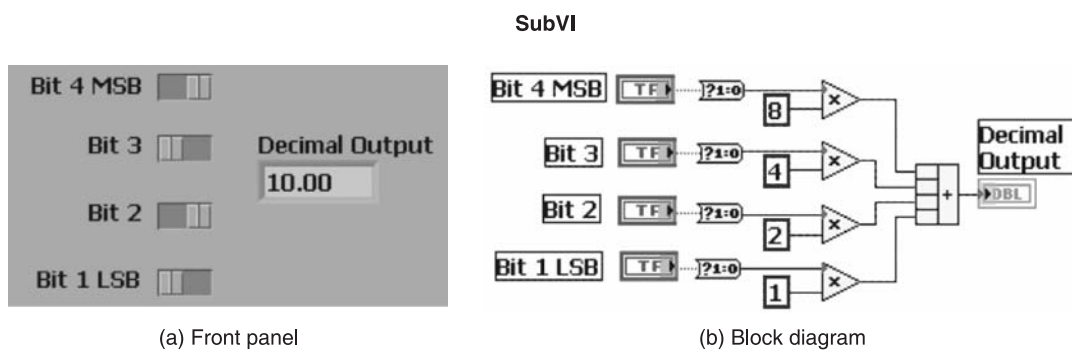 SubVI
Bit 4 MSB
Bit 3
Decimal Output
10.00
Bit 2
Bit 1 LSB
(a) Front panel
Bit 4 MSB
TF
?1:0
8
×
Bit 3
TF
?1:0
4
×
Bit 2
TF
?1:0
2
×
Bit 1 LSB
TF
?1:0
1
×
+
Decimal
Output
DBL
(b) Block diagram